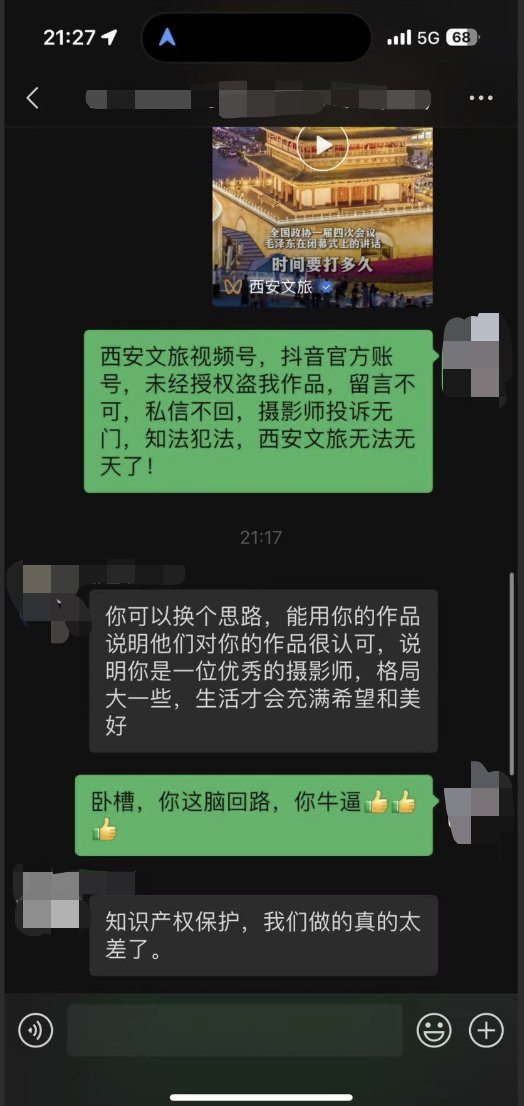 21:27
5G
68
全国政协一届四次会议
毛泽东在闭幕式上的讲话
时间要打多久
西安文旅
西安文旅视频号，抖音官方账
号，未经授权盗我作品，留言不
可，私信不回，摄影师投诉无
门，知法犯法，西安文旅无法无
天了！
21:17
你可以换个思路，能用你的作品
说明他们对你的作品很认可，说
明你是一位优秀的摄影师，格局
大一些，生活才会充满希望和美
好
卧槽，你这脑回路，你牛逼👍👍
👍
知识产权保护，我们做的真的太
差了。